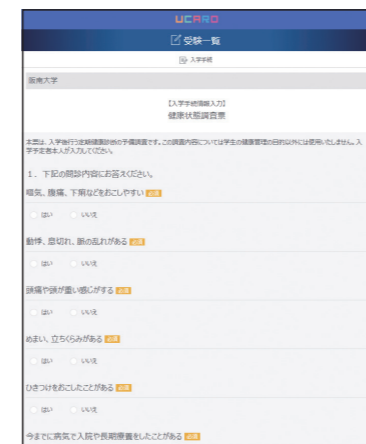 UCARO
受験一覧
入学手続
阪南大学
【入学手続情報入力】
健康状態調査票
本票は、入学後行う定期健康診断の予備調査です。この調査内容については学生の健康管理の目的以外には使用いたしません。入
学予定者本人が入力してください。
1. 下記の問診内容にお答えください。
吸気、腹痛、下痢などをおこしやすい 必須
はい いいえ
動悸、息切れ、脈の乱れがある 必須
はい いいえ
頭痛や頭が重い感じがする 必須
はい いいえ
めまい、立ちくらみがある 必須
はい いいえ
ひきつけをおこしたことがある 必須
はい いいえ
今までに病気で入院や長期療養をしたことがある 必須